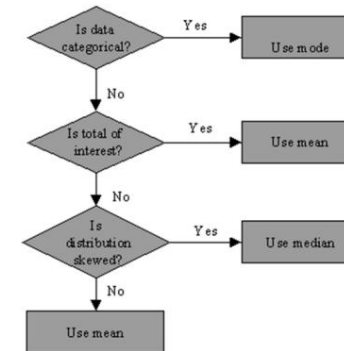 Is data
categorical?
Yes
Use mode
No
Is total of
interest?
Yes
Use mean
No
Is
distribution
skewed?
Yes
Use median
No
Use mean